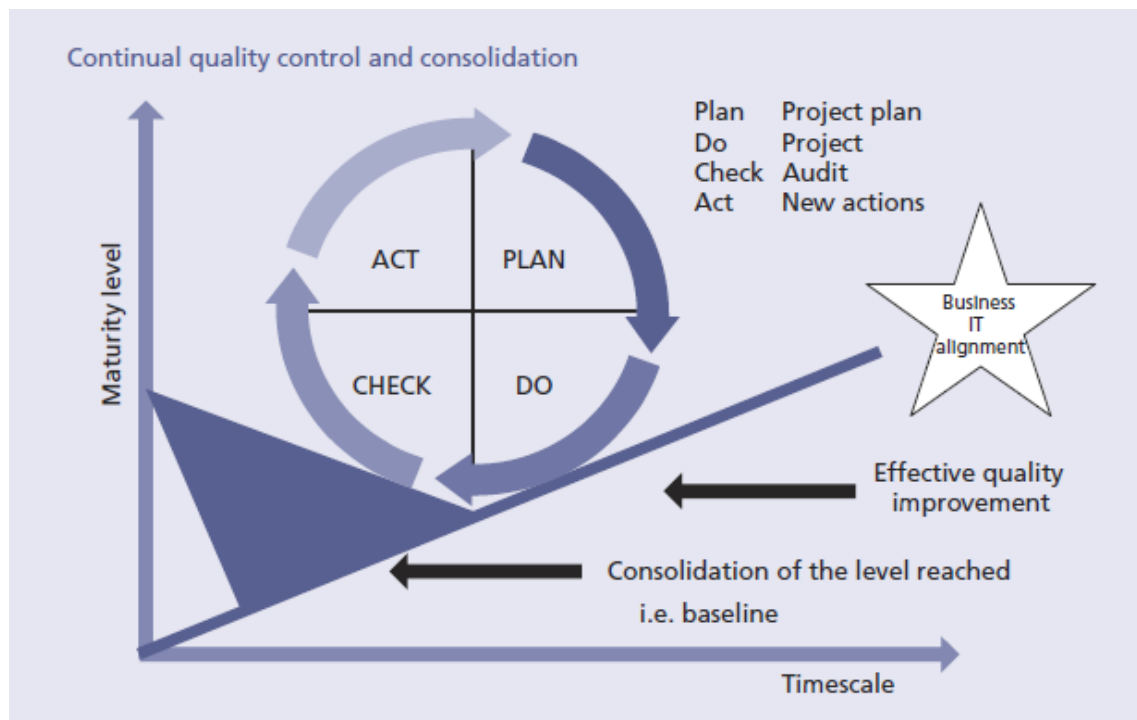 Continual quality control and consolidation
Plan Project plan
Do Project
Check Audit
Act New actions
Maturity level
ACT PLAN
CHECK DO
Business
IT
alignment
Effective quality
improvement
Consolidation of the level reached
i.e. baseline
Timescale